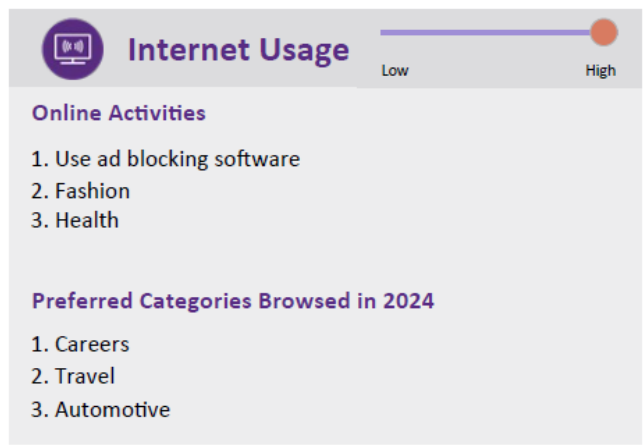 Internet Usage
Low High
Online Activities
1. Use ad blocking software
2. Fashion
3. Health
Preferred Categories Browsed in 2024
1. Careers
2. Travel
3. Automotive